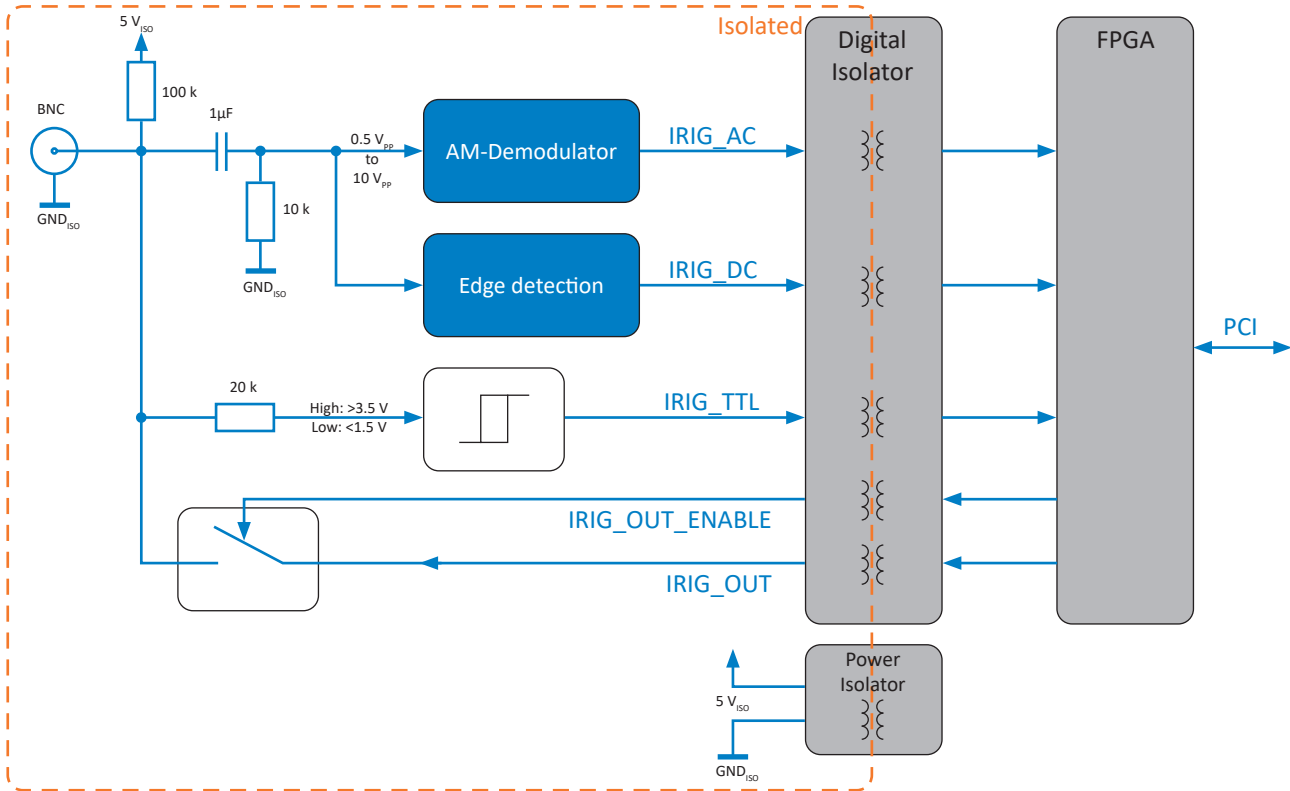 5 V_ISO
Isolated
Digital
Isolator
FPGA
100 k
BNC
1µF
GND_ISO
0.5 V_PP
to
10 V_PP
AM-Demodulator
IRIG_AC
10 k
GND_ISO
Edge detection
IRIG_DC
PCI
20 k
High: >3.5 V
Low: <1.5 V
IRIG_TTL
IRIG_OUT_ENABLE
IRIG_OUT
Power
Isolator
5 V_ISO
GND_ISO